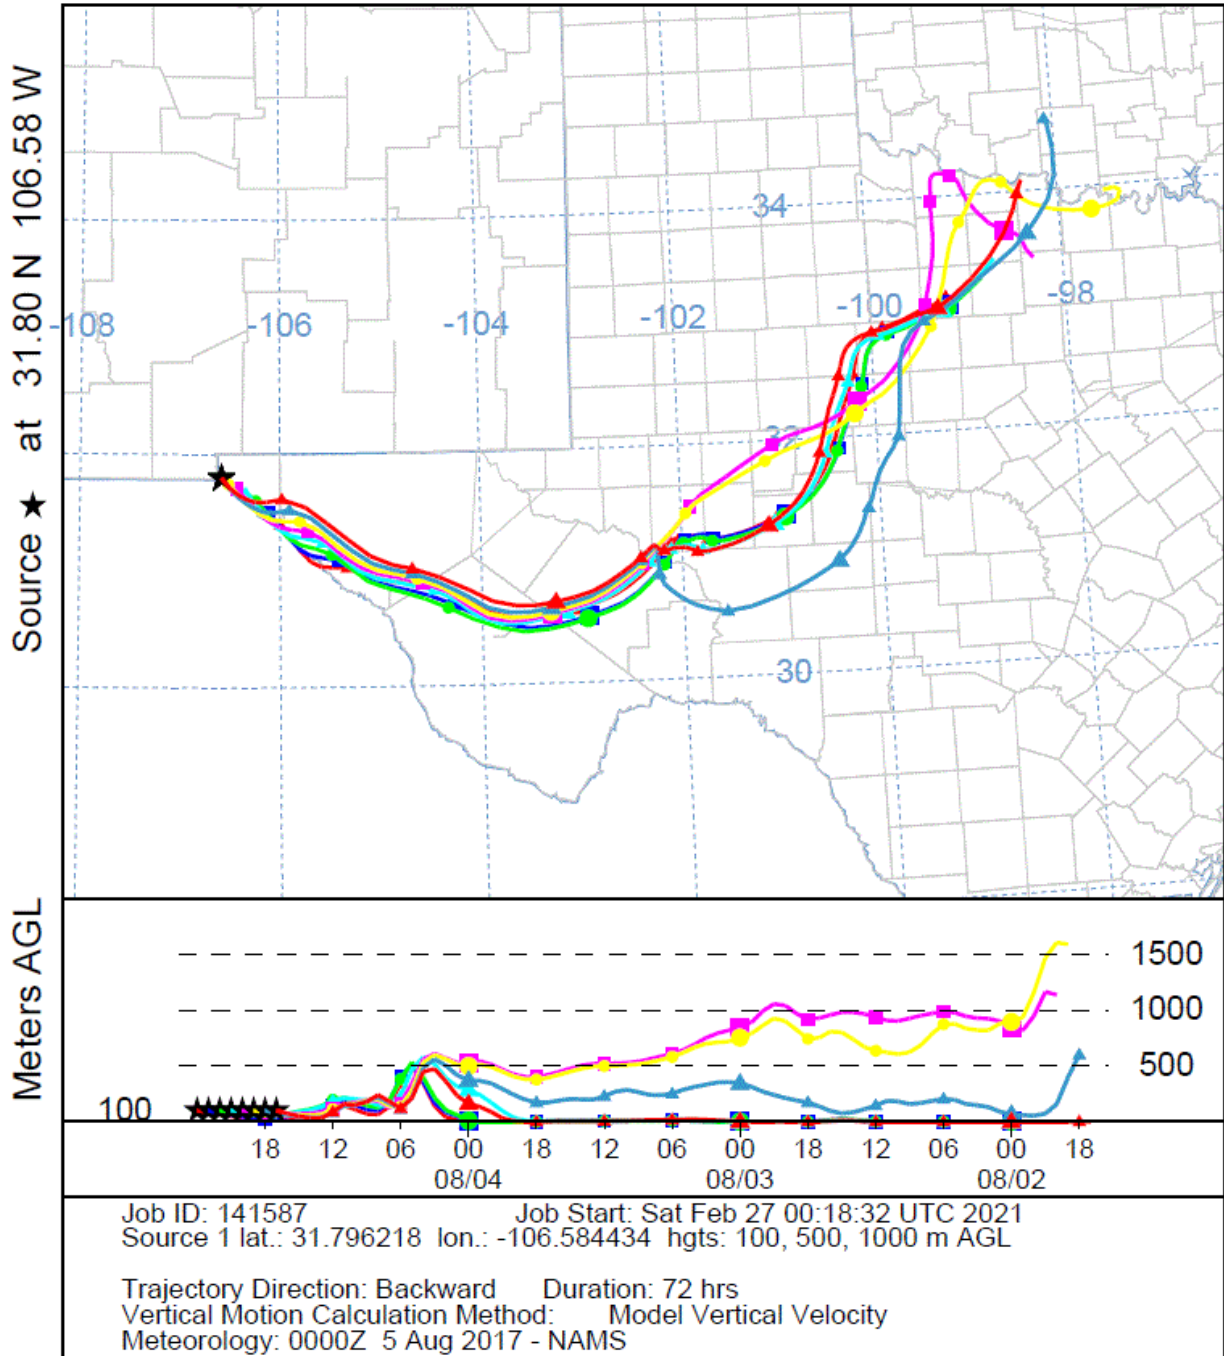 Source ★ at 31.80 N 106.58 W
34
-108
-106
-104
-102
-100
-98
32
30
Meters AGL
1500
1000
500
100
18 12 06 00 18 12 06 00 18 12 06 00 18
08/04 08/03 08/02
Job ID: 141587 Job Start: Sat Feb 27 00:18:32 UTC 2021
Source 1 lat.: 31.796218 lon.: -106.584434 hgts: 100, 500, 1000 m AGL
Trajectory Direction: Backward Duration: 72 hrs
Vertical Motion Calculation Method: Model Vertical Velocity
Meteorology: 0000Z 5 Aug 2017 - NAMS